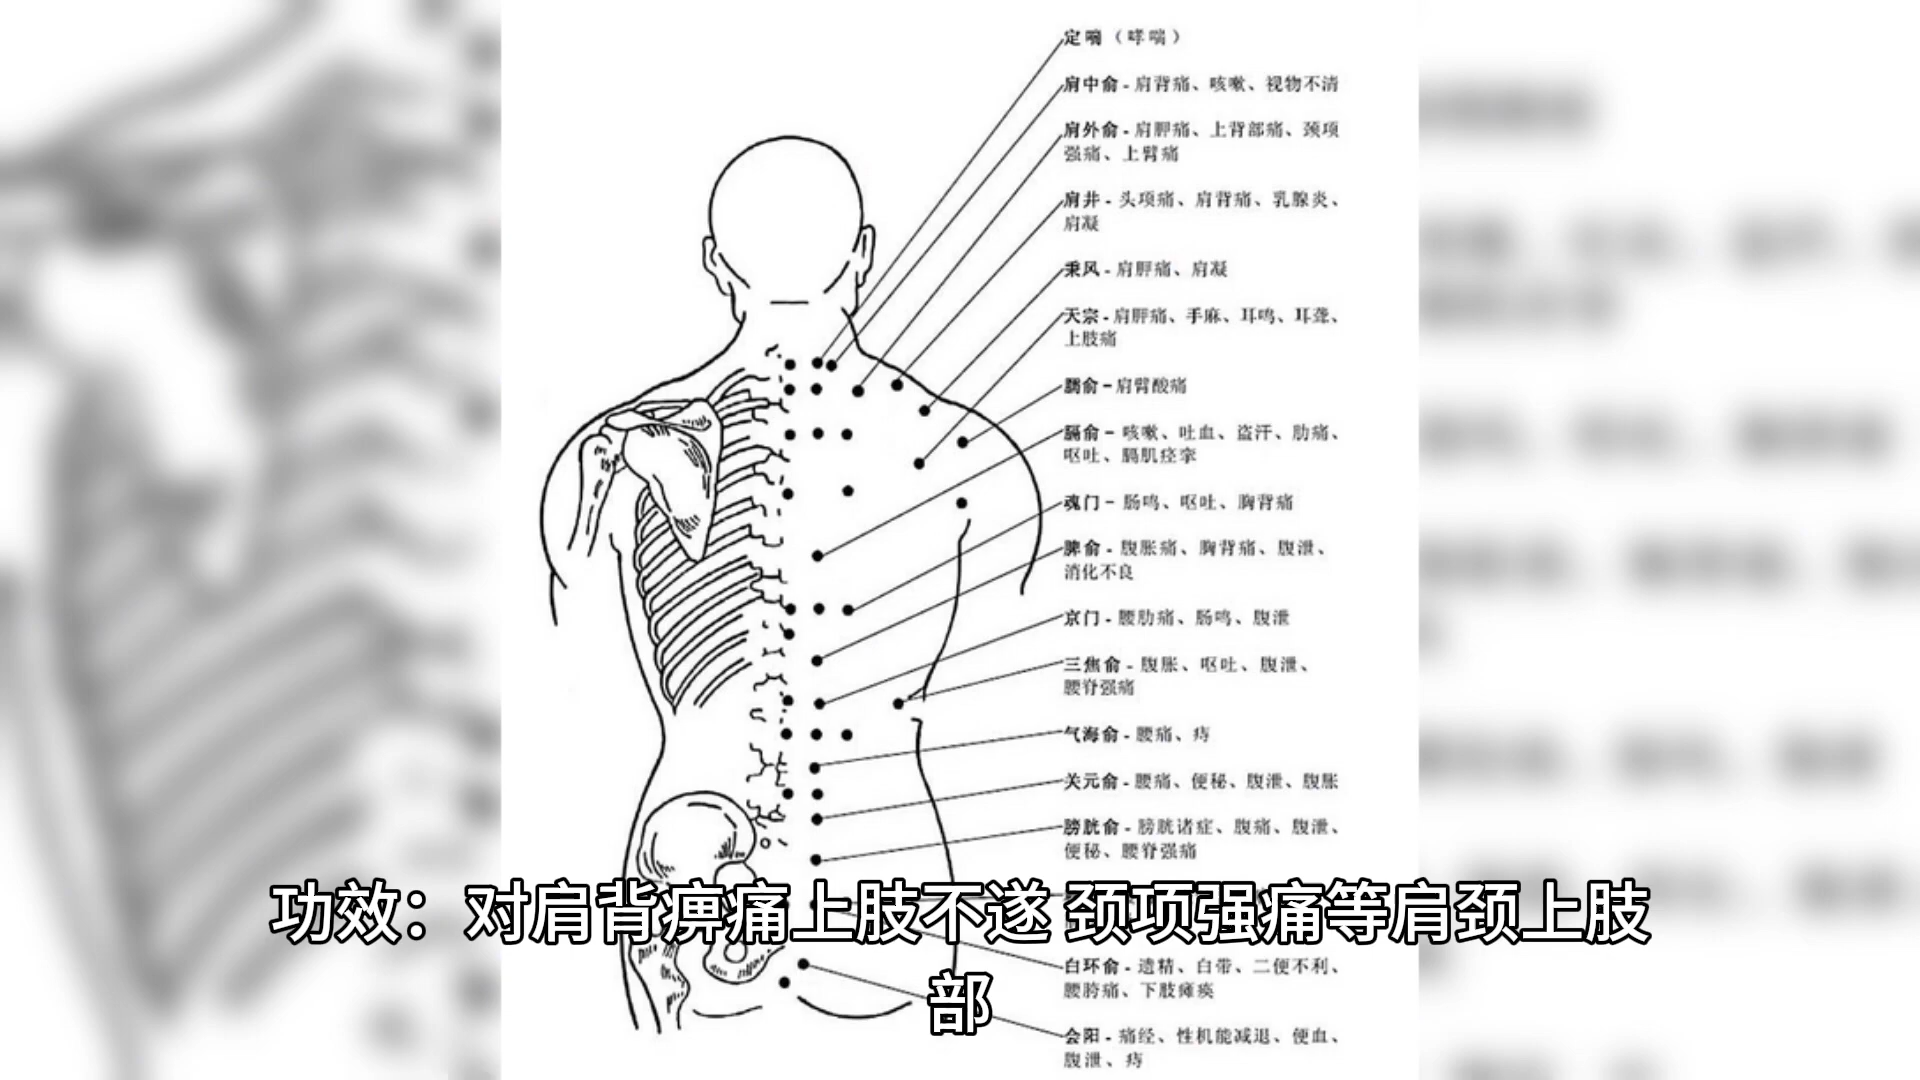 定喘（哮喘）
肩中俞-肩背痛、咳嗽、视物不清
肩外俞-肩胛痛、上背部痛、颈项
强痛、上臂痛
肩井-头项痛、肩背痛、乳腺炎、
肩凝
秉风-肩胛痛、肩凝
天宗-肩胛痛、手麻、耳鸣、耳聋、
上肢痛
臑俞-肩臂酸痛
膈俞-咳嗽、吐血、盗汗、肋痛、
呕吐、膈肌痉挛
魂门-肠鸣、呕吐、胸背痛
脾俞-腹胀痛、胸背痛、腹泄、
消化不良
京门-腰肋痛、肠鸣、腹泄
三焦俞-腹胀、呕吐、腹泄、
腰脊强痛
气海俞-腰痛、痔
关元俞-腰痛、便秘、腹泄、腹胀
膀胱俞-膀胱诸症、腹痛、腹泄、
便秘、腰脊强痛
功效：对肩背痹痛上肢不遂 颈项强痛等肩颈上肢
部
白环俞-遗精、白带、二便不利、
腰胯痛、下肢瘫痪
会阳-痛经、性机能减退、便血、
腹泄、痔